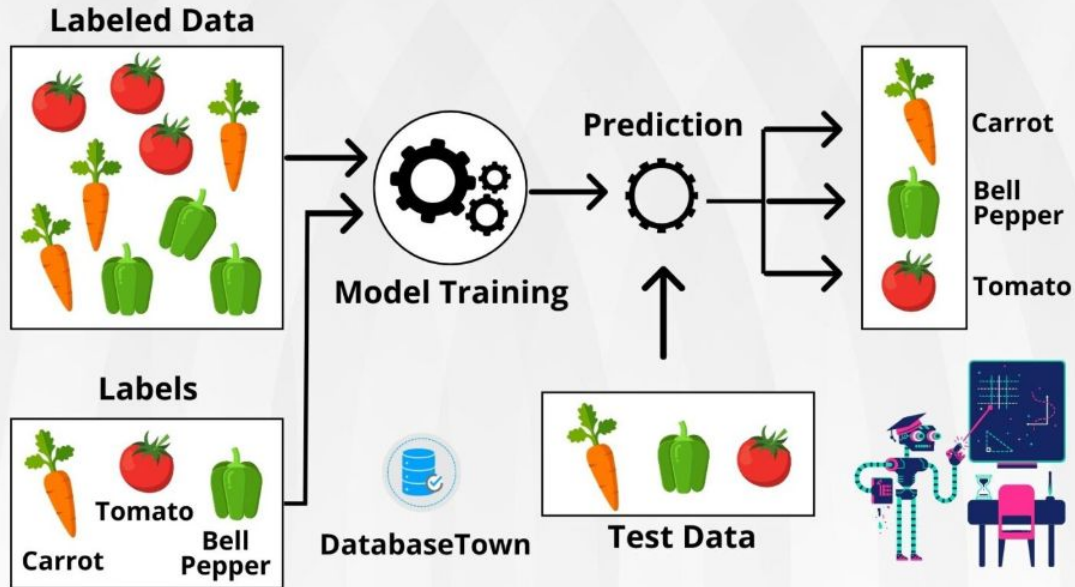 Labeled Data
Prediction
Carrot
Bell
Pepper
Tomato
Model Training
Labels
Carrot
Tomato
Bell
Pepper
DatabaseTown
Test Data